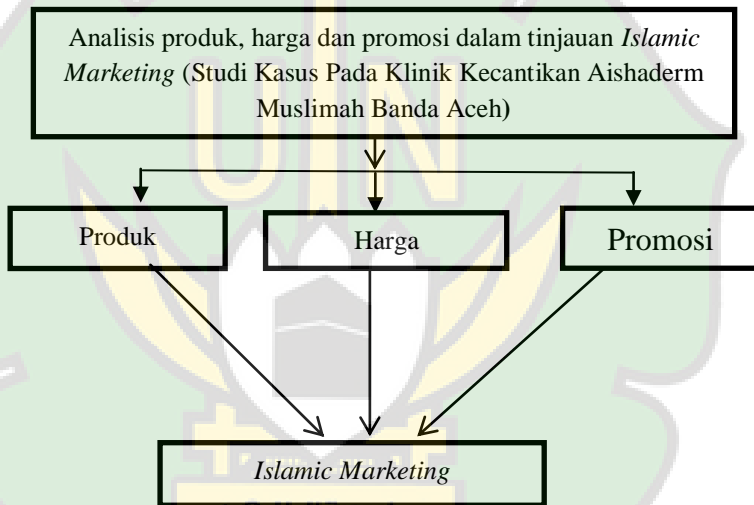 Analisis produk, harga dan promosi dalam tinjauan Islamic
Marketing (Studi Kasus Pada Klinik Kecantikan Aishaderm
Muslimah Banda Aceh)
Produk
Harga
Promosi
Islamic Marketing